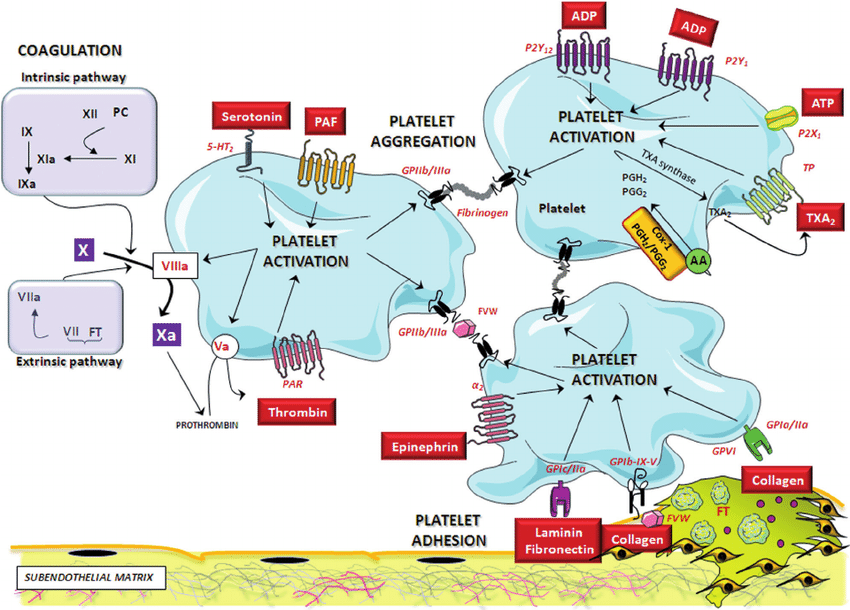 COAGULATION
Intrinsic pathway
XII PC
IX
XIa XI
IXa
X
VIIIa
VIIa
VII FT
Extrinsic pathway
Xa
Va
PROTHROMBIN
Thrombin
PAR
Serotonin
5-HT2
PAF
PLATELET
ACTIVATION
PLATELET
AGGREGATION
GPIIb/IIIa
Fibrinogen
GPIIb/IIIa
FVW
ADP
P2Y12
ADP
P2Y1
PLATELET
ACTIVATION
ATP
P2X1
TP
TXA synthase
PGH2
PGG2
TXA2
TXA2
Platelet
Cox-1
PGH2/PGG2
AA
PLATELET
ACTIVATION
α2
Epinephrin
GPIc/IIa
GPIb-IX-V
GPIa/IIa
GPVI
Collagen
Laminin
Fibronectin
Collagen
FVW
FT
PLATELET
ADHESION
SUBENDOTHELIAL MATRIX